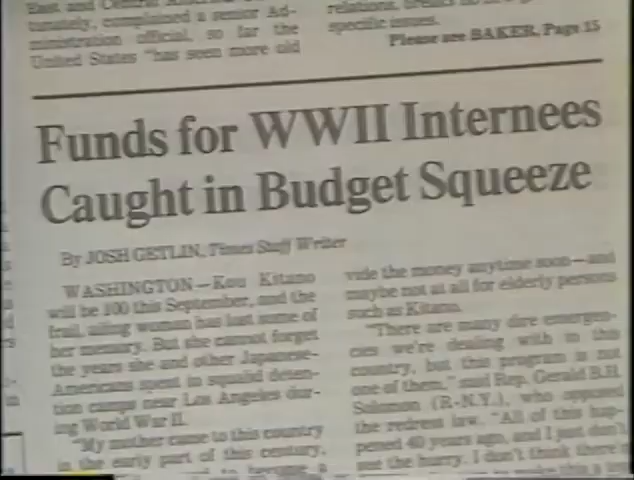 East and Central America
tunately, complained a senior Ad-
ministration official, so far the
United States "has seen more old
relations,
specific issues.
Please see BAKER, Page 15
Funds for WWII Internees
Caught in Budget Squeeze
By JOSH GETLIN, Times Staff Writer
WASHINGTON—Kou Kitano
will be 100 this September, and the
frail, ailing woman has lost some of
her memory. But she cannot forget
the years she and other Japanese-
Americans spent in squalid deten-
tion camps near Los Angeles dur-
ing World War II.
"My mother came to this country
in the early part of this century,
to become a
vide the money anytime soon—and
maybe not at all for elderly persons
such as Kitano.
"There are many dire emergen-
cies we're dealing with in this
country, but this program is not
one of them," said Rep. Gerald B.H.
Solomon (R-N.Y.), who opposed
the redress law. "All of this hap-
pened 40 years ago, and I just don't
see the hurry. I don't think there's